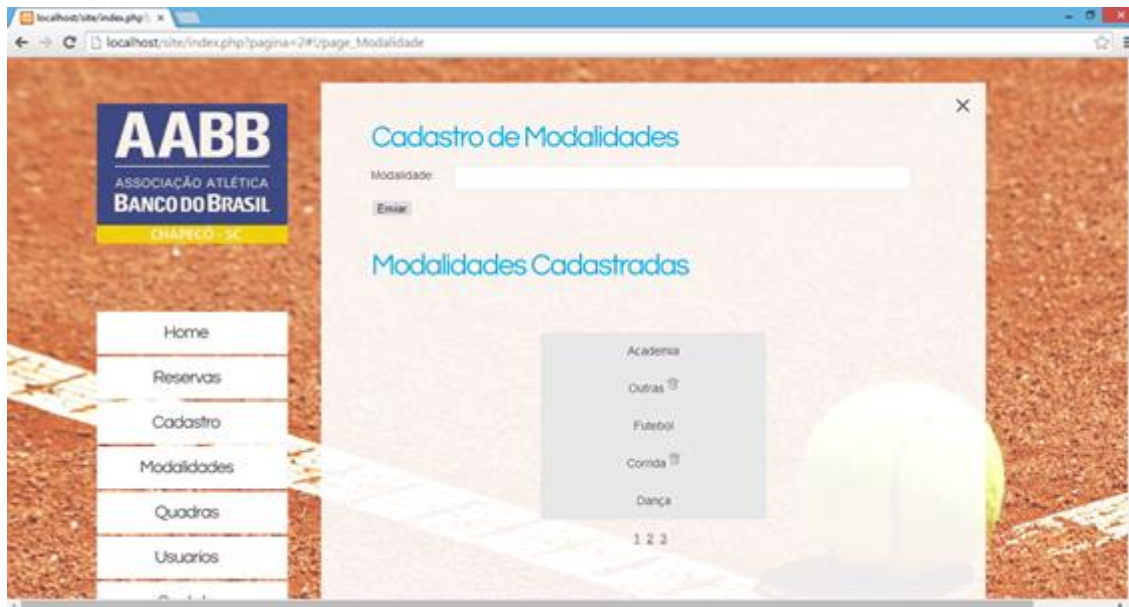 localhost/site/index.php?
localhost/site/index.php?pagina=2#!/page_Modalidade
AABB
ASSOCIAÇÃO ATLÉTICA
BANCO DO BRASIL
CHAPECÓ - SC
Home
Reservas
Cadastro
Modalidades
Quadras
Usuarios
Cadastro de Modalidades
Modalidade:
Enviar
Modalidades Cadastradas
Academia
Outras
Futebol
Corrida
Dança
1 2 3